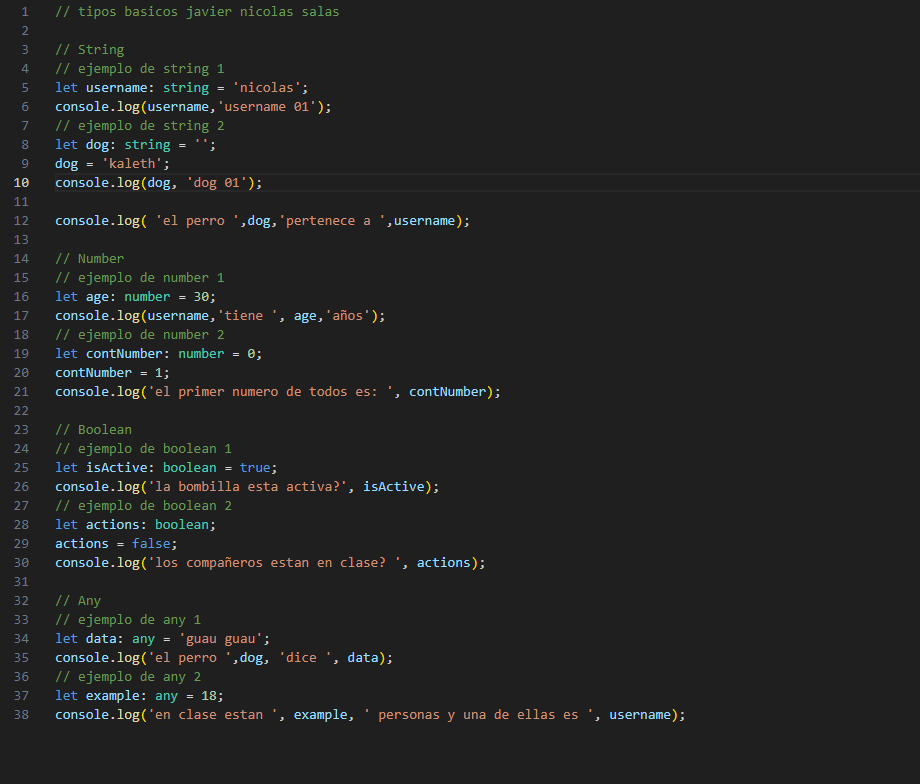 1 // tipos basicos javier nicolas salas
2
3 // String
4 // ejemplo de string 1
5 let username: string = 'nicolas';
6 console.log(username,'username 01');
7 // ejemplo de string 2
8 let dog: string = '';
9 dog = 'kaleth';
10 console.log(dog, 'dog 01');
11
12 console.log( 'el perro ',dog,'pertenece a ',username);
13
14 // Number
15 // ejemplo de number 1
16 let age: number = 30;
17 console.log(username,'tiene ', age,'años');
18 // ejemplo de number 2
19 let contNumber: number = 0;
20 contNumber = 1;
21 console.log('el primer numero de todos es: ', contNumber);
22
23 // Boolean
24 // ejemplo de boolean 1
25 let isActive: boolean = true;
26 console.log('la bombilla esta activa?', isActive);
27 // ejemplo de boolean 2
28 let actions: boolean;
29 actions = false;
30 console.log('los compañeros estan en clase? ', actions);
31
32 // Any
33 // ejemplo de any 1
34 let data: any = 'guau guau';
35 console.log('el perro ',dog, 'dice ', data);
36 // ejemplo de any 2
37 let example: any = 18;
38 console.log('en clase estan ', example, ' personas y una de ellas es ', username);